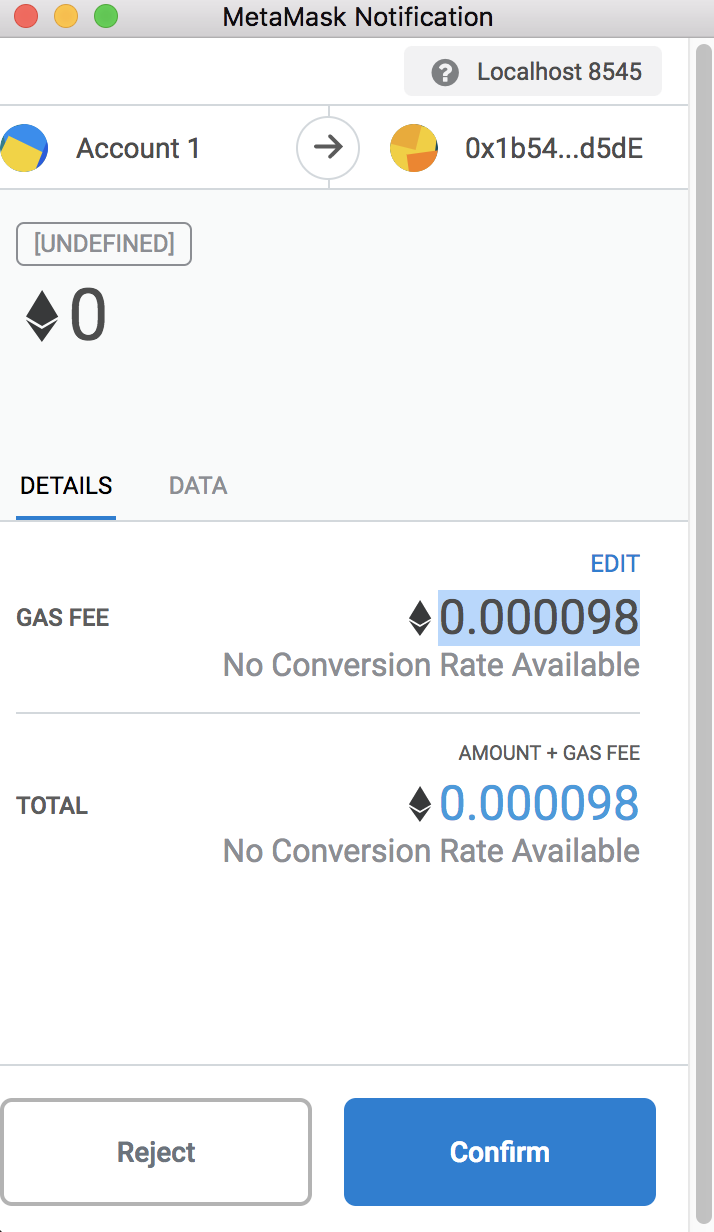 MetaMask Notification
? Localhost 8545
Account 1
0x1b54...d5dE
[UNDEFINED]
0
DETAILS DATA
EDIT
GAS FEE 0.000098
No Conversion Rate Available
AMOUNT + GAS FEE
TOTAL 0.000098
No Conversion Rate Available
Reject Confirm